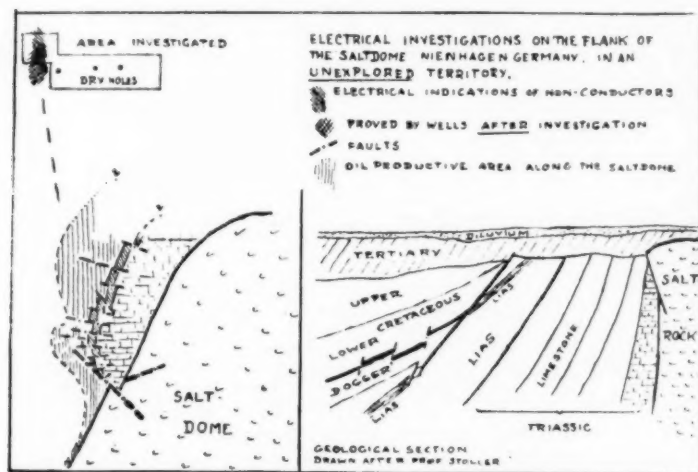 AREA INVESTIGATED
DRY HOLES
SALT-
DOME
ELECTRICAL INVESTIGATIONS ON THE FLANK OF
THE SALTDOME NIENHAGEN GERMANY. IN AN
UNEXPLORED TERRITORY.
ELECTRICAL INDICATIONS OF NON-CONDUCTORS
PROVED BY WELLS AFTER INVESTIGATION
FAULTS
OIL PRODUCTIVE AREA ALONG THE SALTDOME
DILUVIUM
TERTIARY
UPPER
LOWER CRETACEOUS
DOGGER
LIAS
LIAS
LIAS
LIMESTONE
SALT
ROCK
TRIASSIC
GEOLOGICAL SECTION
DRAWN AFTER PROF STOLLER